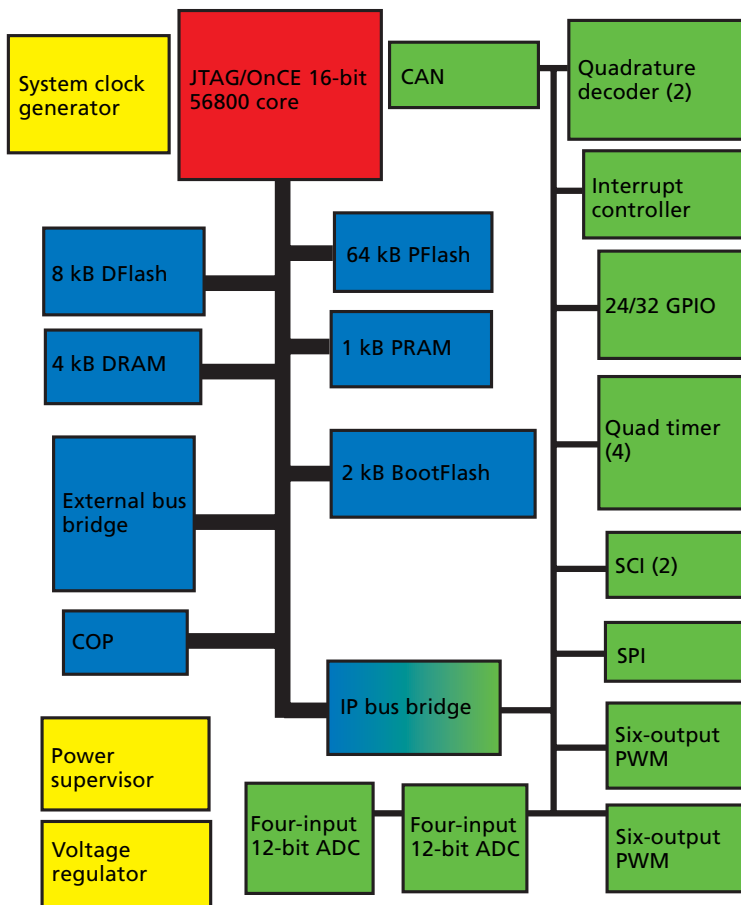 System clock
generator
JTAG/OnCE 16-bit
56800 core
CAN
Quadrature
decoder (2)
Interrupt
controller
8 kB DFlash
64 kB PFlash
24/32 GPIO
4 kB DRAM
1 kB PRAM
Quad timer
(4)
2 kB BootFlash
External bus
bridge
SCI (2)
COP
SPI
IP bus bridge
Power
supervisor
Six-output
PWM
Voltage
regulator
Four-input
12-bit ADC
Four-input
12-bit ADC
Six-output
PWM